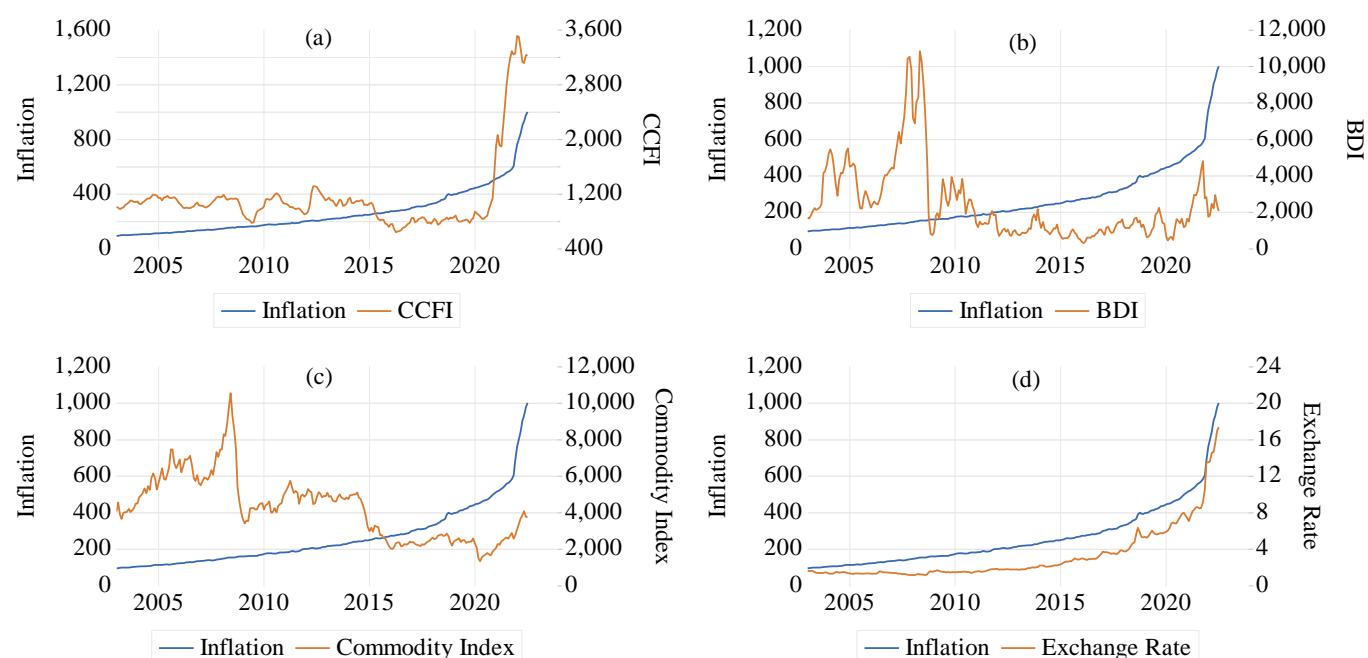 (a)
1,600
1,200
800
400
0
Inflation
3,600
2,800
2,000
1,200
400
CCFI
2005 2010 2015 2020
Inflation CCFI
(b)
1,200
1,000
800
600
400
200
0
Inflation
12,000
10,000
8,000
6,000
4,000
2,000
0
BDI
2005 2010 2015 2020
Inflation BDI
(c)
1,200
1,000
800
600
400
200
0
Inflation
12,000
10,000
8,000
6,000
4,000
2,000
0
Commodity Index
2005 2010 2015 2020
Inflation Commodity Index
(d)
1,200
1,000
800
600
400
200
0
Inflation
24
20
16
12
8
4
0
Exchange Rate
2005 2010 2015 2020
Inflation Exchange Rate